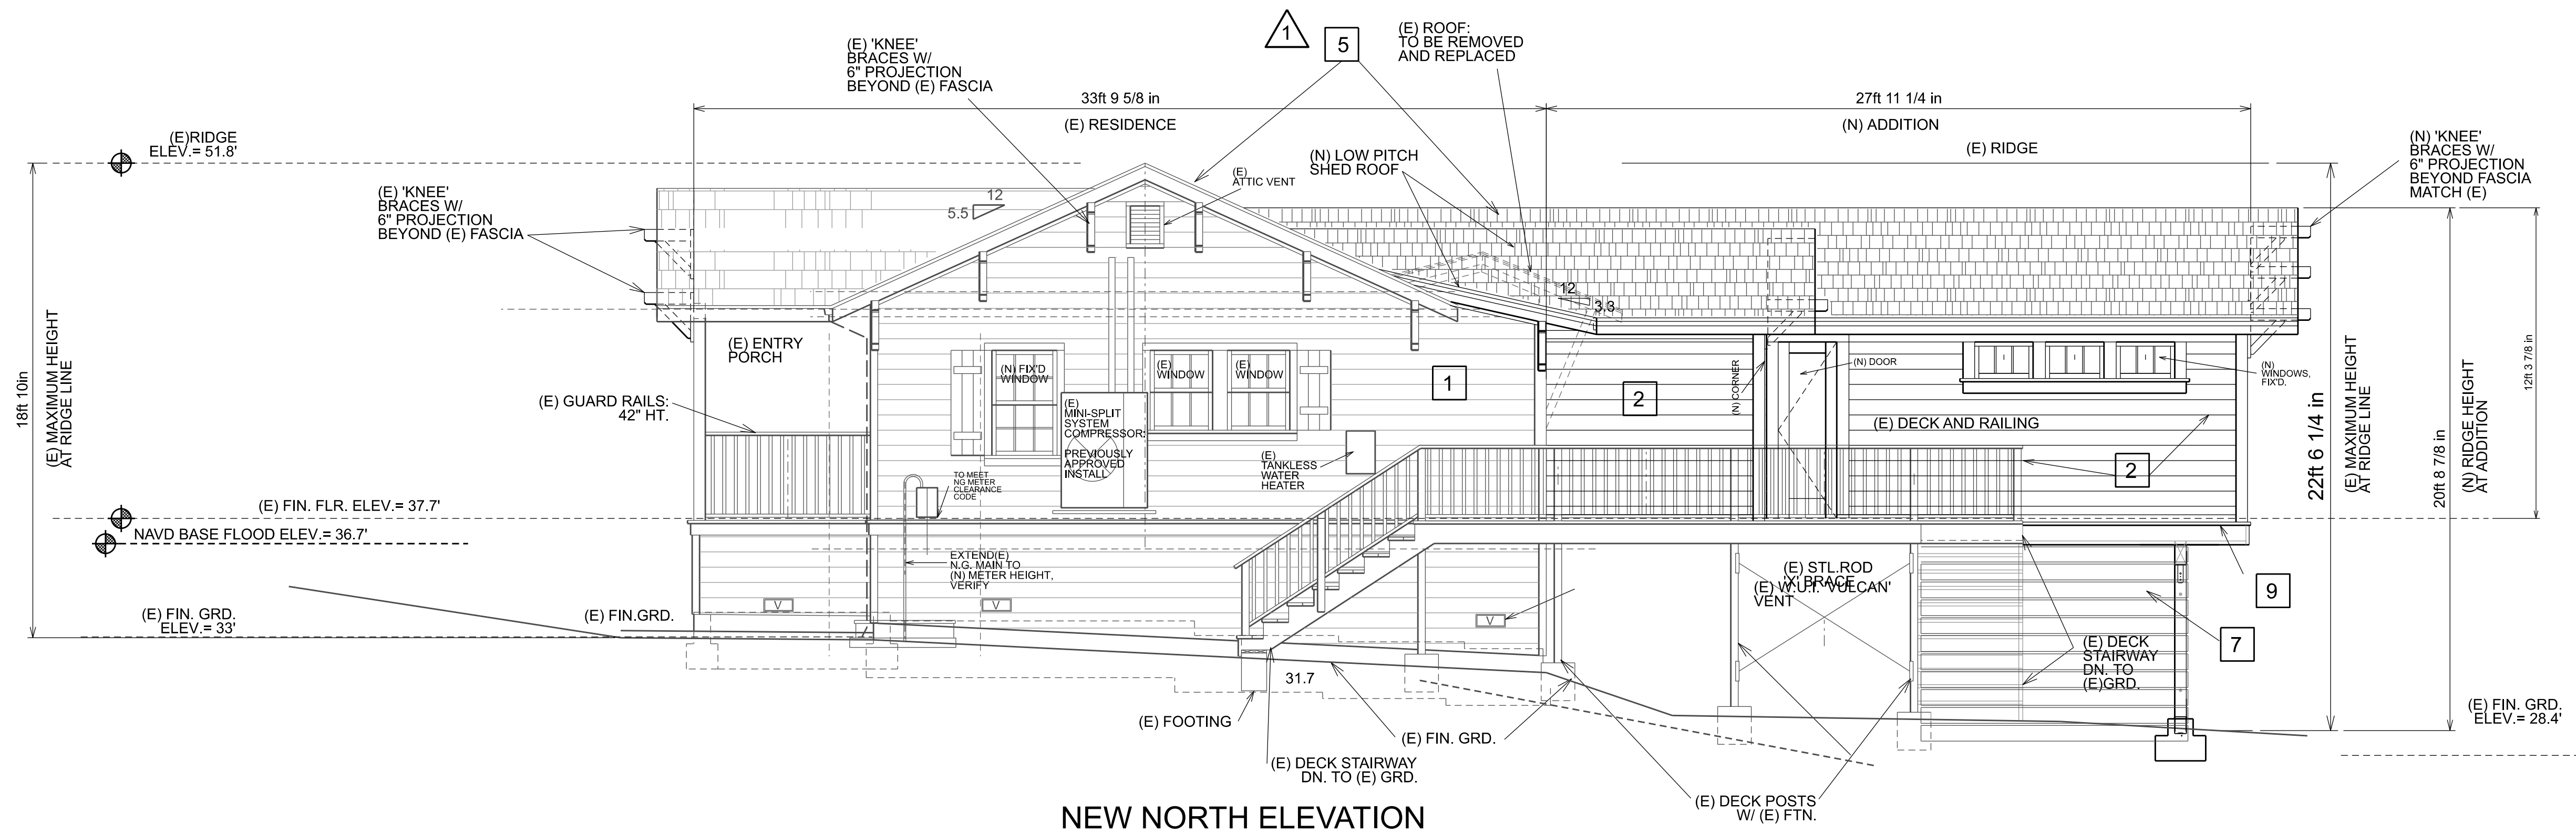 1
5
(E) ROOF:
TO BE REMOVED
AND REPLACED
(E) 'KNEE'
BRACES W/
6" PROJECTION
BEYOND (E) FASCIA
33ft 9 5/8 in
(E) RESIDENCE
27ft 11 1/4 in
(N) ADDITION
(E)RIDGE
ELEV.= 51.8'
(E) RIDGE
(N) 'KNEE'
BRACES W/
6" PROJECTION
BEYOND FASCIA
MATCH (E)
(N) LOW PITCH
SHED ROOF
(E)
ATTIC VENT
(E) 'KNEE'
BRACES W/
6" PROJECTION
BEYOND (E) FASCIA
12
5.5
12
3.3
18ft 10in
(E) MAXIMUM HEIGHT
AT RIDGE LINE
(E) ENTRY
PORCH
(E) GUARD RAILS:
42" HT.
(N) FIX'D
WINDOW
(E)
WINDOW
(E)
WINDOW
1
2
(N) CORNER
(N) DOOR
(N)
WINDOWS,
FIX'D,
(E) DECK AND RAILING
2
(E)
MINI-SPLIT
SYSTEM
COMPRESSOR:
PREVIOUSLY
APPROVED
INSTALL
(E)
TANKLESS
WATER
HEATER
TO MEET
NG METER
CLEARANCE
CODE
22ft 6 1/4 in
(E) MAXIMUM HEIGHT
AT RIDGE LINE
20ft 8 7/8 in
(N) RIDGE HEIGHT
AT ADDITION
12ft 3 7/8 in
(E) FIN. FLR. ELEV.= 37.7'
NAVD BASE FLOOD ELEV.= 36.7'
EXTEND(E)
N.G. MAIN TO
(N) METER HEIGHT,
VERIFY
(E) STL.ROD
'X' BRACE
(E) W.U.I. 'VULCAN'
VENT
9
V
V
V
(E) FIN. GRD.
ELEV.= 33'
(E) FIN.GRD.
7
(E) DECK
STAIRWAY
DN. TO
(E)GRD.
31.7
(E) FOOTING
(E) FIN. GRD.
(E) FIN. GRD.
ELEV.= 28.4'
(E) DECK STAIRWAY
DN. TO (E) GRD.
(E) DECK POSTS
W/ (E) FTN.
NEW NORTH ELEVATION